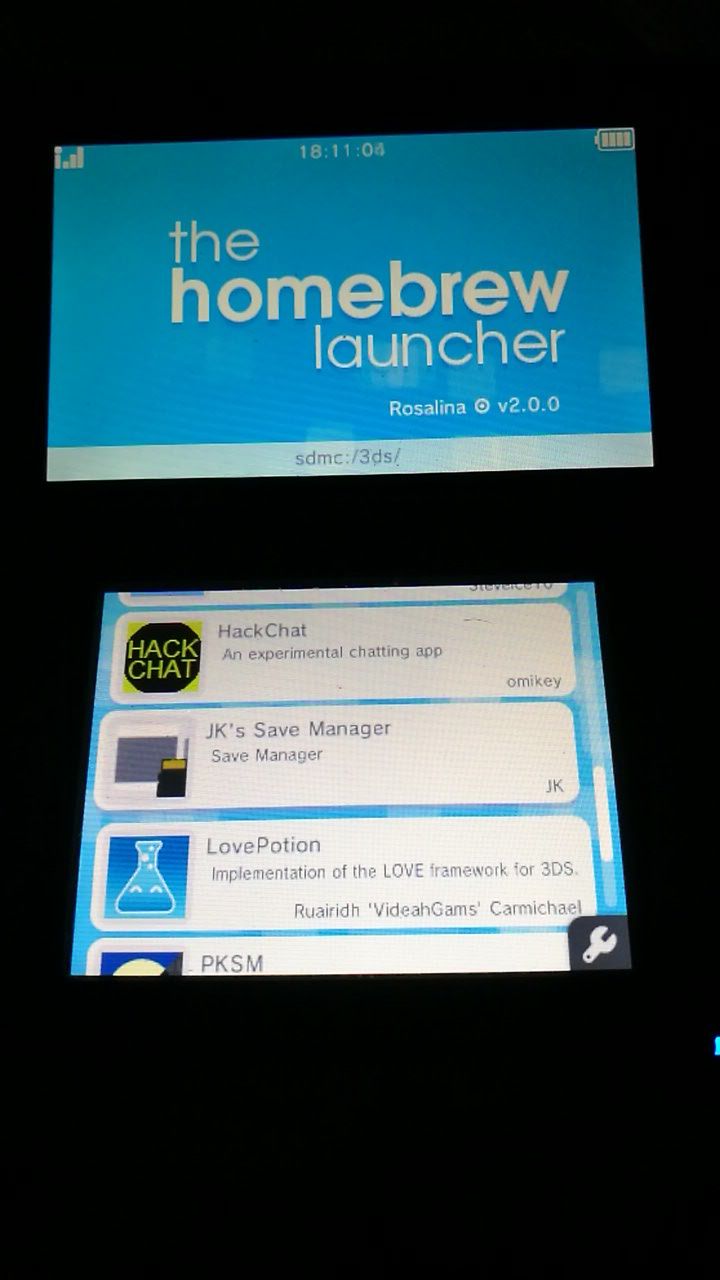 18:11:04
the
homebrew
launcher
Rosalina v2.0.0
sdmc:/3ds/
HackChat
HACK
CHAT
An experimental chatting app
omikey
JK's Save Manager
Save Manager
JK
LovePotion
Implementation of the LOVE framework for 3DS.
Ruairidh 'VideahGams' Carmichael
PKSM